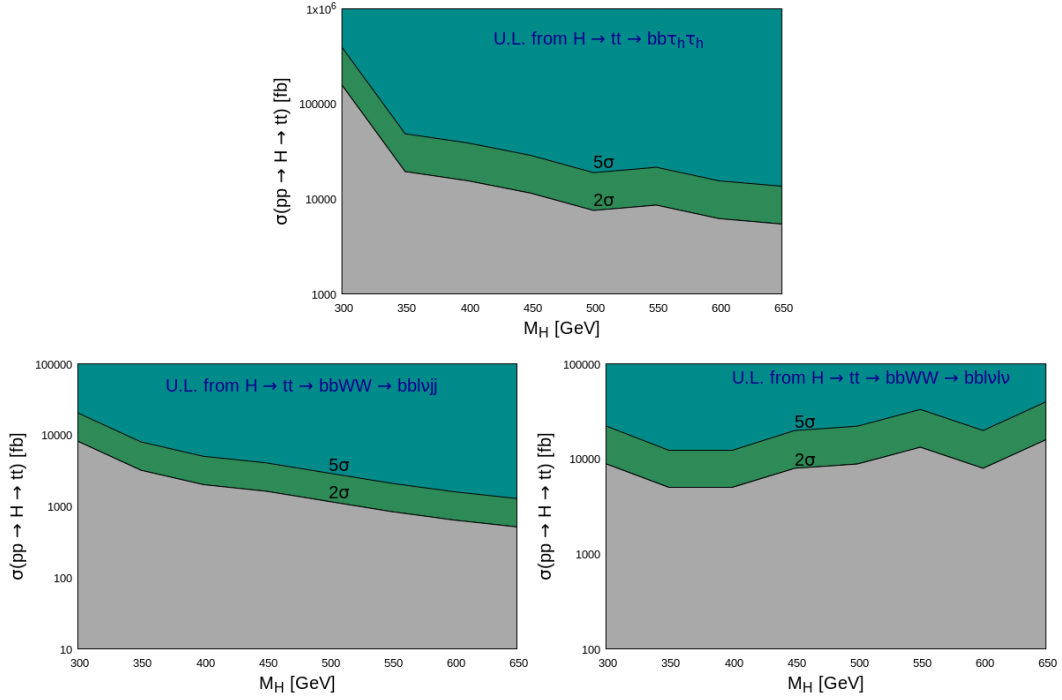 1x10⁶
U.L. from H → tt → bbτₕτₕ
100000
10000
1000
σ(pp → H → tt) [fb]
5σ
2σ
300 350 400 450 500 550 600 650
M_H [GeV]
100000
U.L. from H → tt → bbWW → bblνjj
10000
1000
100
10
σ(pp → H → tt) [fb]
5σ
2σ
300 350 400 450 500 550 600 650
M_H [GeV]
100000
U.L. from H → tt → bbWW → bblνlν
10000
1000
100
σ(pp → H → tt) [fb]
5σ
2σ
300 350 400 450 500 550 600 650
M_H [GeV]